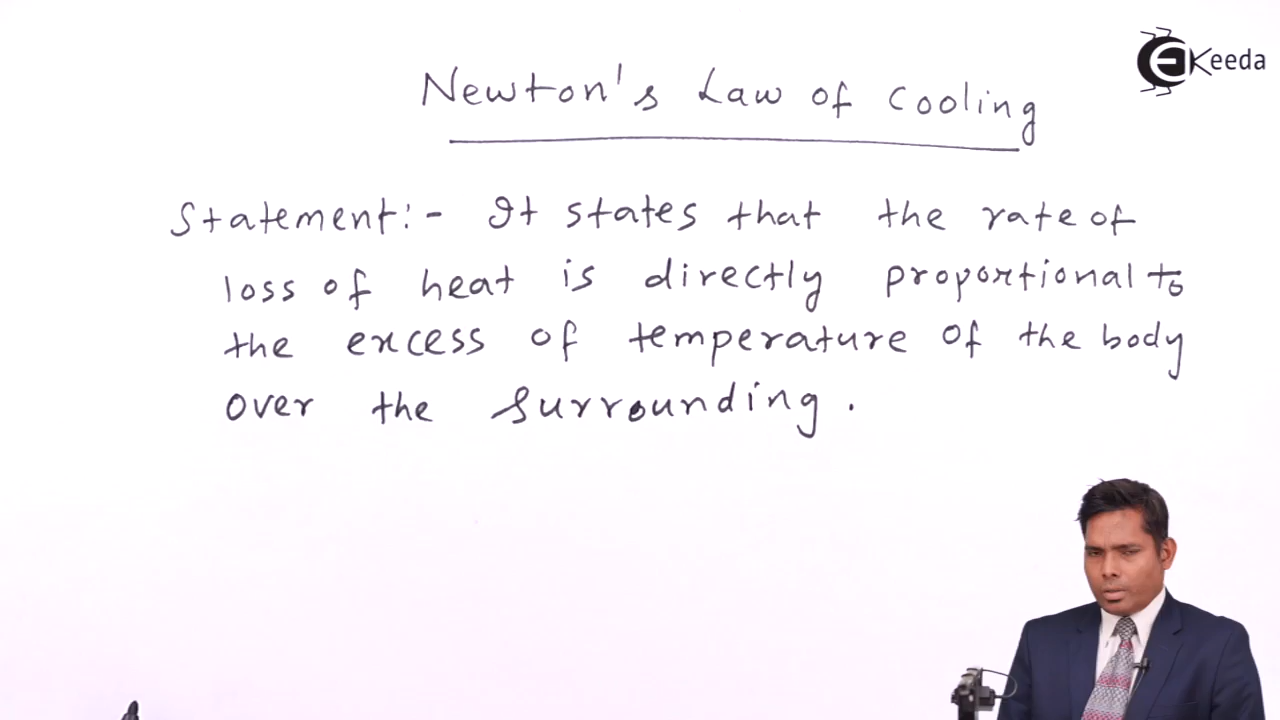 EKeeda
Newton's Law of Cooling
Statement:- It states that the rate of
loss of heat is directly proportional to
the excess of temperature of the body
over the surrounding.